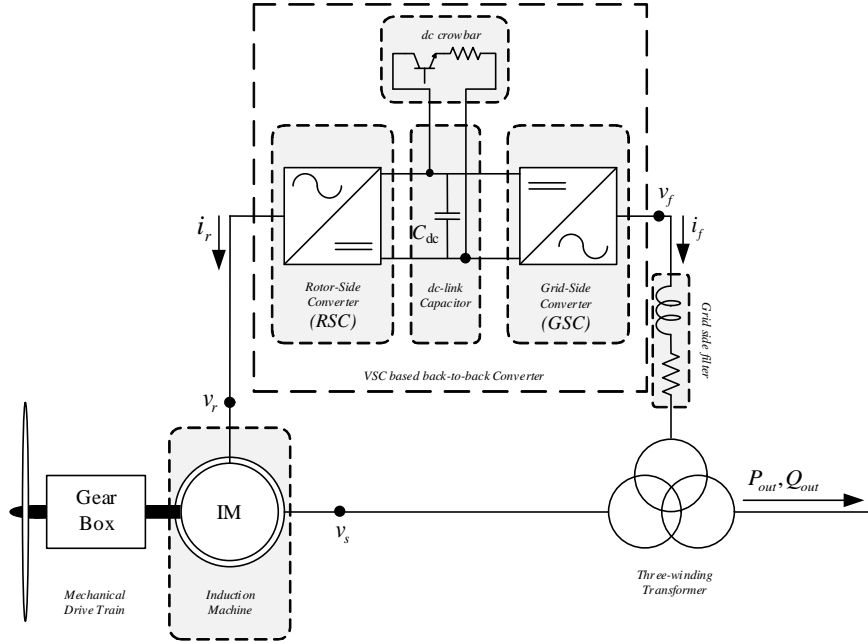 dc crowbar
v_f
i_r
i_f
C_dc
Rotor-Side
Converter
(RSC)
dc-link
Capacitor
Grid-Side
Converter
(GSC)
Grid side filter
VSC based back-to-back Converter
v_r
Gear
Box
IM
v_s
P_out, Q_out
Mechanical
Drive Train
Induction
Machine
Three-winding
Transformer